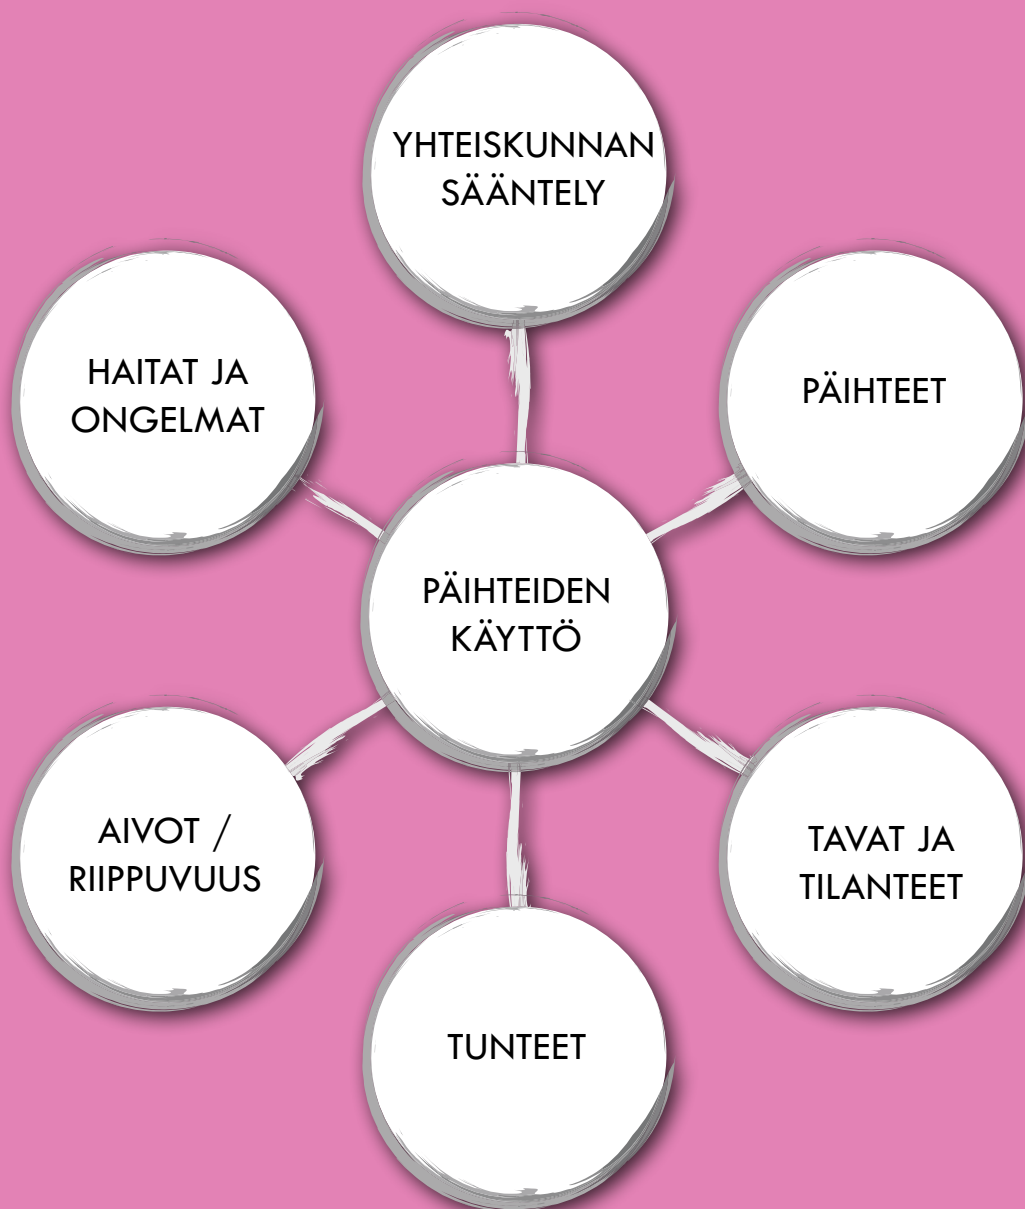 YHTEISKUNNAN
SÄÄNTELY
HAITAT JA
ONGELMAT
PÄIHTEET
PÄIHTEIDEN
KÄYTTÖ
AIVOT /
RIIPPUVUUS
TAVAT JA
TILANTEET
TUNTEET